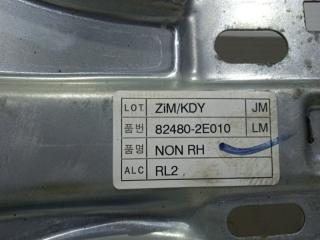 LOT ZiM/KDY JM
품번 82480-2E010 LM
품명 NON RH
ALC RL2